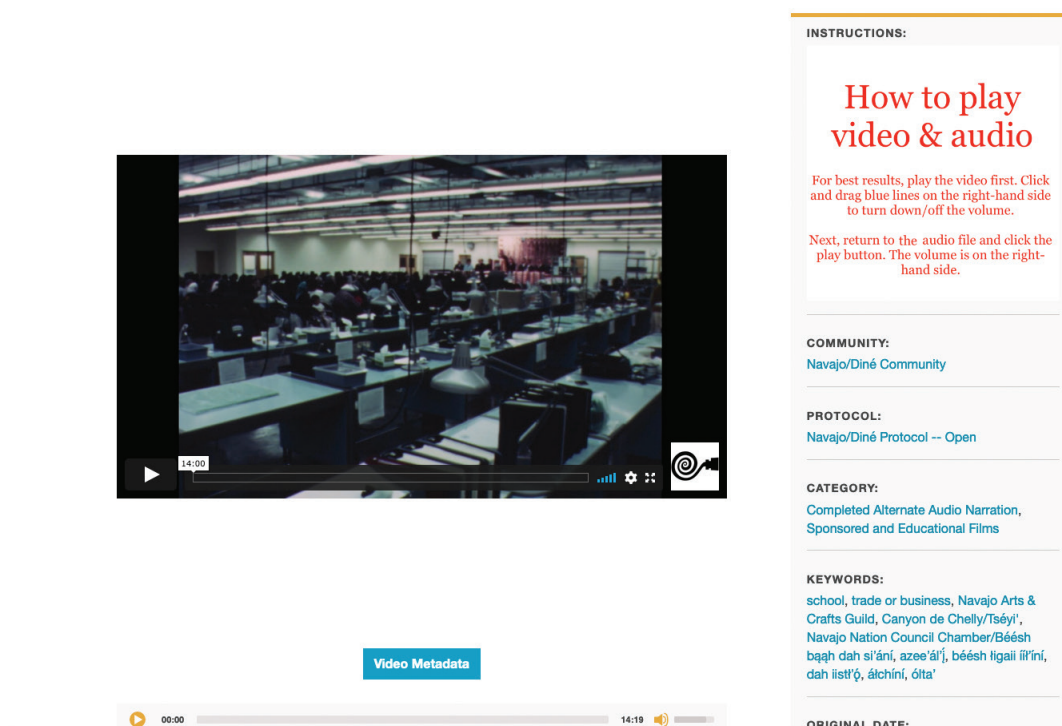 14:00
Video Metadata
00:00
14:19
INSTRUCTIONS:
How to play
video & audio
For best results, play the video first. Click
and drag blue lines on the right-hand side
to turn down/off the volume.
Next, return to the audio file and click the
play button. The volume is on the right-
hand side.
COMMUNITY:
Navajo/Diné Community
PROTOCOL:
Navajo/Diné Protocol -- Open
CATEGORY:
Completed Alternate Audio Narration,
Sponsored and Educational Films
KEYWORDS:
school, trade or business, Navajo Arts &
Crafts Guild, Canyon de Chelly/Tséyi',
Navajo Nation Council Chamber/Béésh
bąąh dah si'ání, azee'ál'į́, béésh łigaii íił'íní,
dah iistł'ǫ́, áłchíní, ólta'
ORIGINAL DATE: